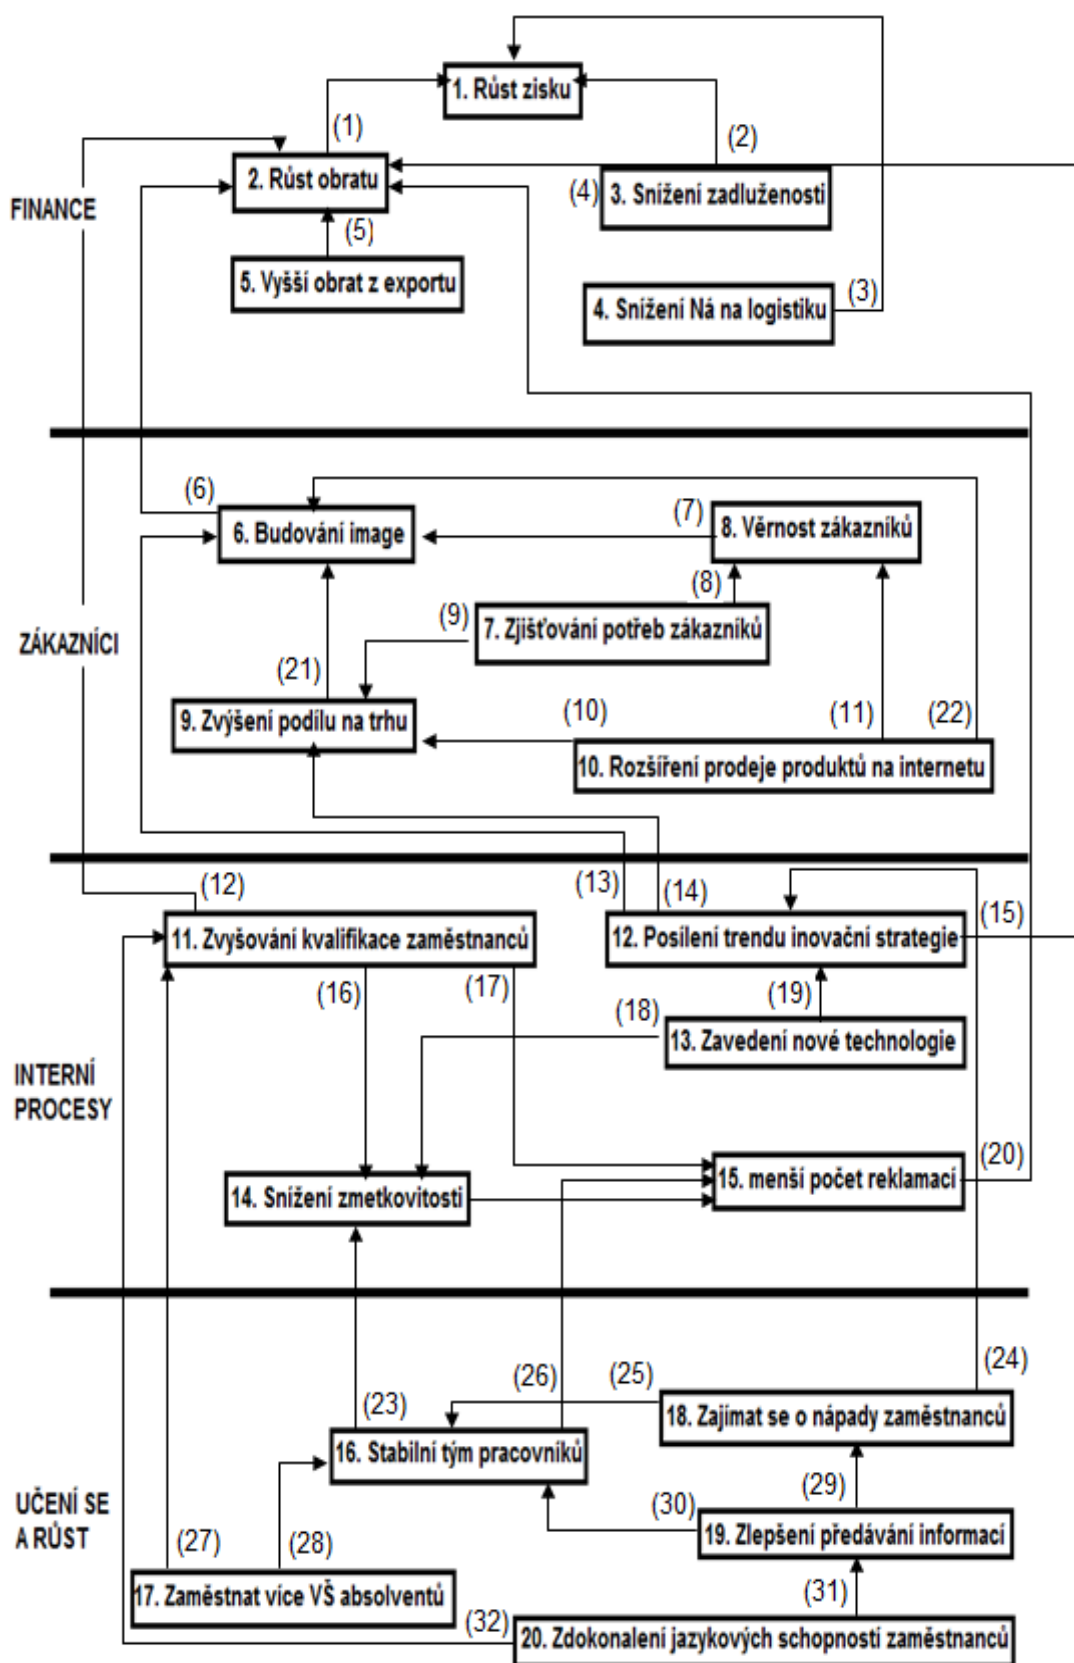 1. Růst zisku
(1)
(2)
2. Růst obratu
(4)
3. Snížení zadluženosti
FINANCE
(5)
5. Vyšší obrat z exportu
4. Snížení Ná na logistiku
(3)
(6)
6. Budování image
(7)
8. Věrnost zákazníků
(8)
(9)
7. Zjišťování potřeb zákazníků
ZÁKAZNÍCI
(21)
9. Zvýšení podílu na trhu
(10)
(11)
(22)
10. Rozšíření prodeje produktů na internetu
(12)
(13)
(14)
(15)
11. Zvyšování kvalifikace zaměstnanců
12. Posílení trendu inovační strategie
(16)
(17)
(18)
(19)
13. Zavedení nové technologie
INTERNÍ
PROCESY
14. Snížení zmetkovitosti
15. menší počet reklamací
(20)
(23)
(26)
(25)
(24)
18. Zajímat se o nápady zaměstnanců
16. Stabilní tým pracovníků
UČENÍ SE
A RŮST
(27)
(28)
(30)
(29)
19. Zlepšení předávání informací
17. Zaměstnat více VŠ absolventů
(31)
(32)
20. Zdokonalení jazykových schopností zaměstnanců